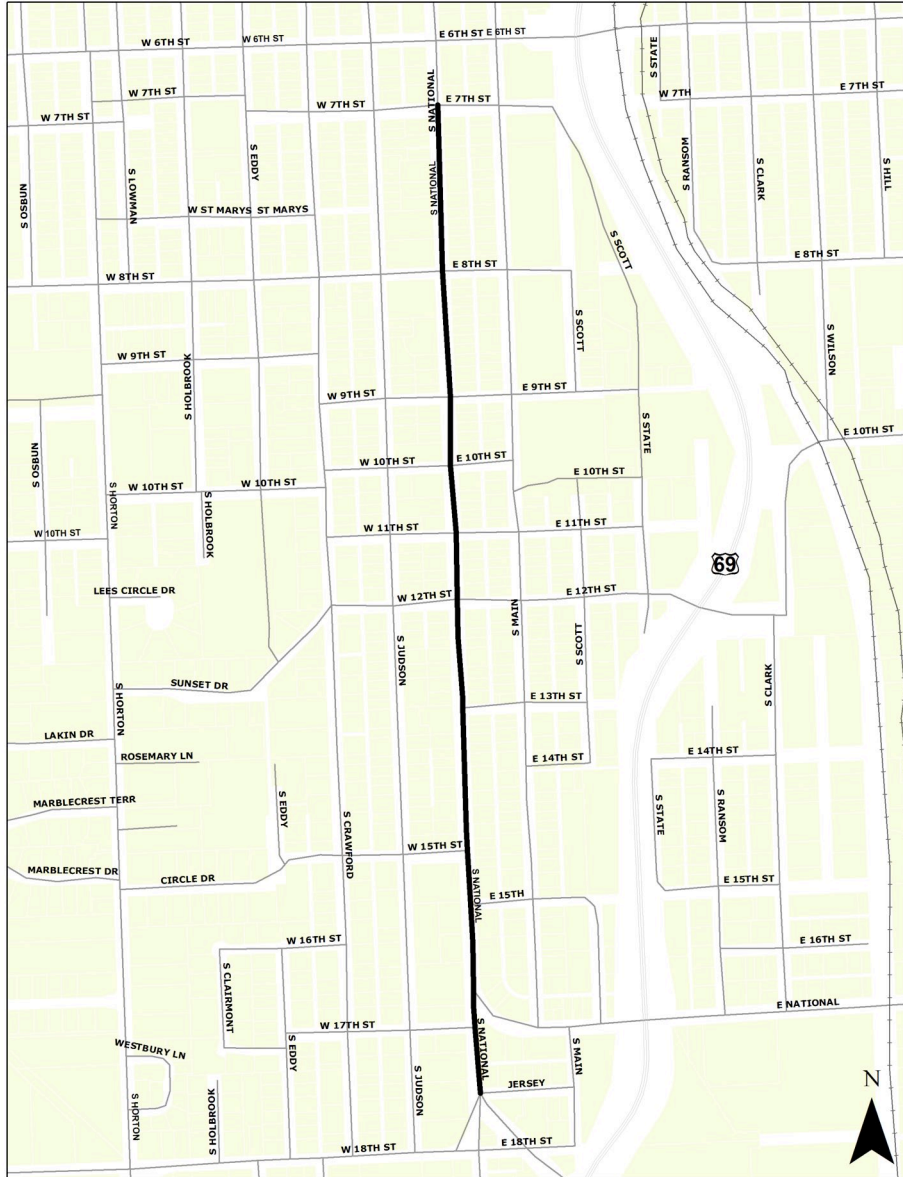 W 6TH ST
W 6TH ST
E 6TH ST
E 6TH ST
S STATE
W 7TH ST
W 7TH ST
W 7TH ST
S NATIONAL
E 7TH ST
W 7TH
E 7TH ST
S OSBUN
S LOWMAN
S EDDY
S NATIONAL
S RANSOM
S CLARK
S HILL
W ST MARYS
ST MARYS
S SCOTT
W 8TH ST
E 8TH ST
E 8TH ST
S SCOTT
S WILSON
W 9TH ST
S HOLBROOK
W 9TH ST
E 9TH ST
S STATE
S OSBUN
W 10TH ST
E 10TH ST
E 10TH ST
E 10TH ST
S HORTON
W 10TH ST
S HOLBROOK
W 10TH ST
W 10TH ST
W 11TH ST
E 11TH ST
69
LEES CIRCLE DR
W 12TH ST
E 12TH ST
S MAIN
S SCOTT
S JUDSON
S CLARK
SUNSET DR
S HORTON
E 13TH ST
LAKIN DR
ROSEMARY LN
E 14TH ST
E 14TH ST
MARBLECREST TERR
S EDDY
S CRAWFORD
S STATE
S RANSOM
MARBLECREST DR
CIRCLE DR
W 15TH ST
S NATIONAL
E 15TH
E 15TH ST
W 16TH ST
E 16TH ST
S CLAIRMONT
E NATIONAL
W 17TH ST
S EDDY
S NATIONAL
S MAIN
WESTBURY LN
S HORTON
S HOLBROOK
S JUDSON
JERSEY
N
W 18TH ST
E 18TH ST